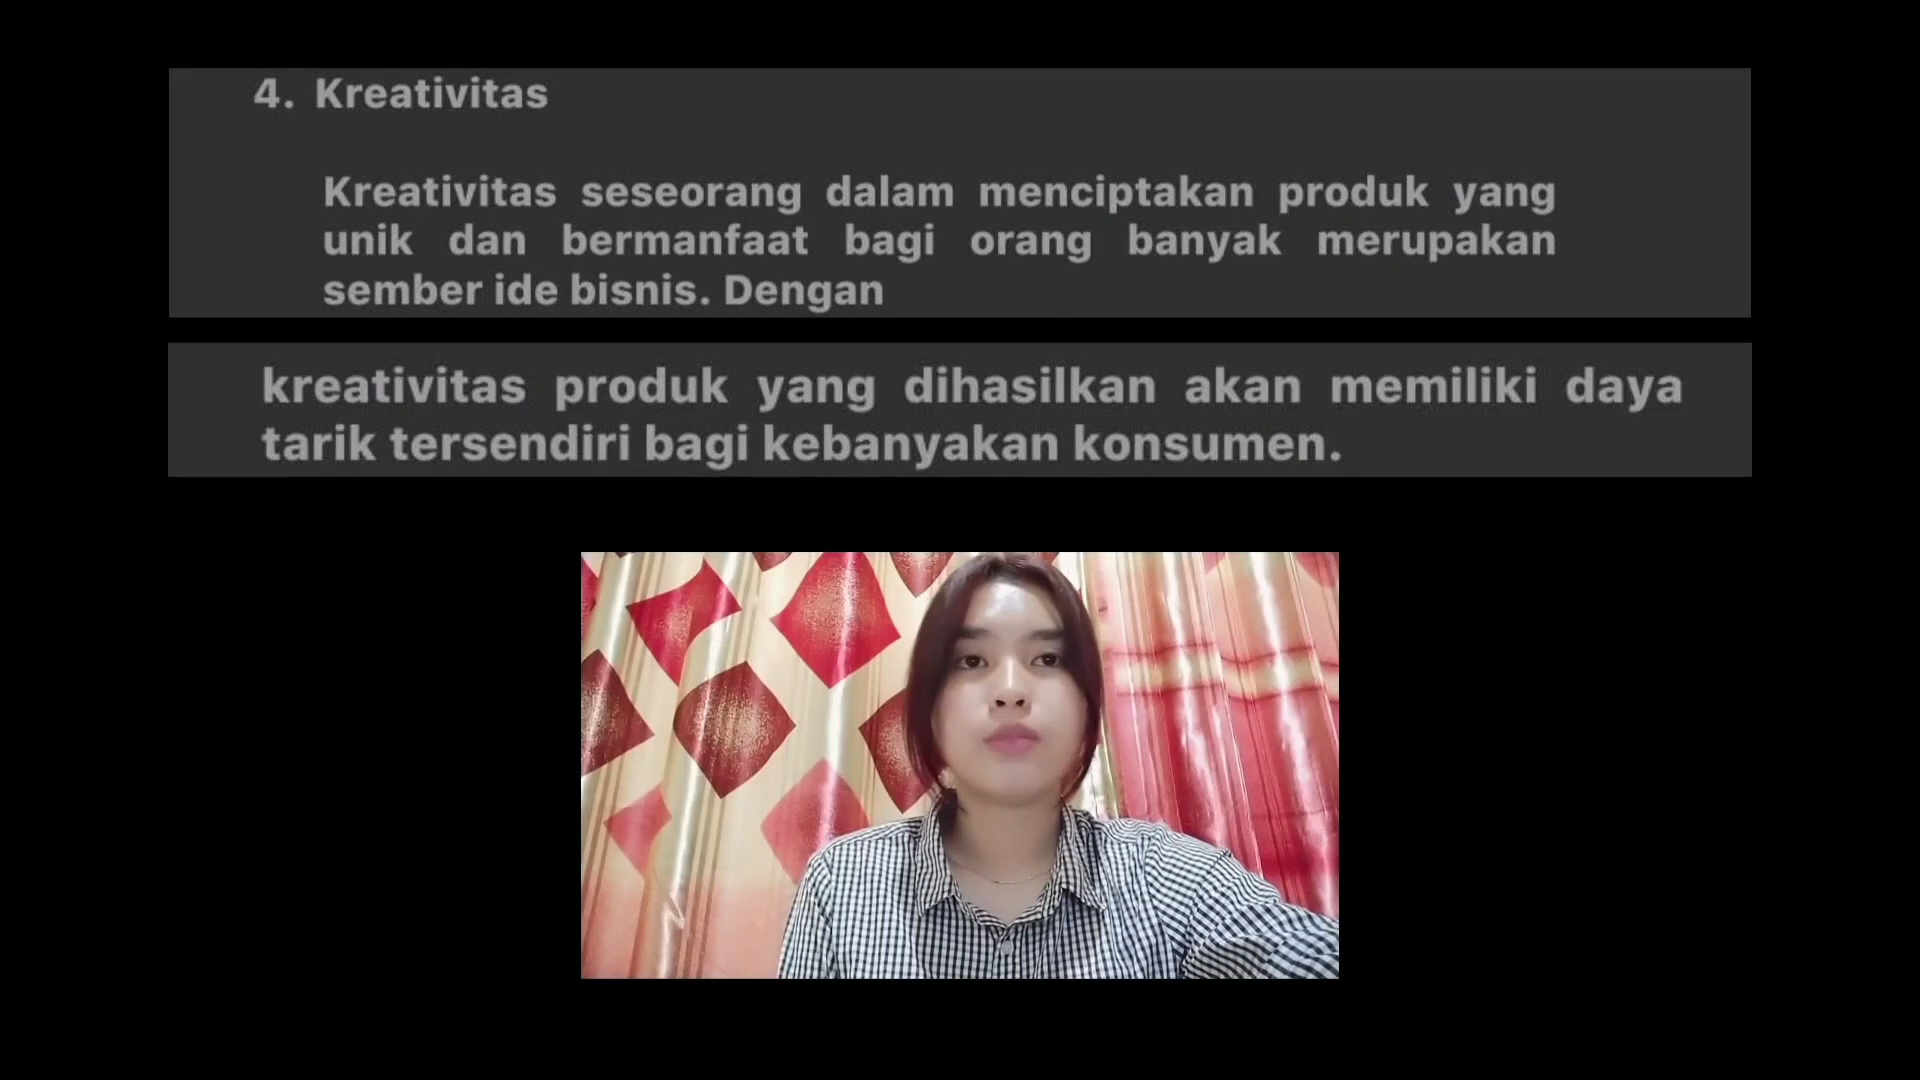 4. Kreativitas
Kreativitas seseorang dalam menciptakan produk yang
unik dan bermanfaat bagi orang banyak merupakan
sember ide bisnis. Dengan
kreativitas produk yang dihasilkan akan memiliki daya
tarik tersendiri bagi kebanyakan konsumen.